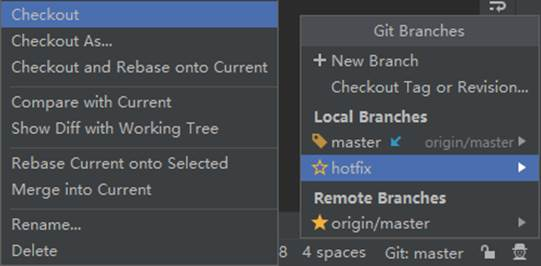 Checkout
Checkout As...
Checkout and Rebase onto Current
Compare with Current
Show Diff with Working Tree
Rebase Current onto Selected
Merge into Current
Rename...
Delete
Git Branches
New Branch
Checkout Tag or Revision...
Local Branches
master origin/master
hotfix
Remote Branches
origin/master
8 4 spaces Git: master